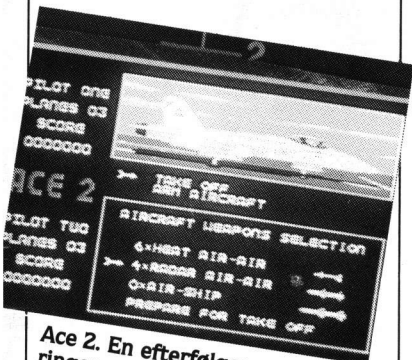 2
PILOT ONE
PLANES 03
SCORE
0000000
TAKE OFF
ARM AIRCRAFT
ACE 2
AIRCRAFT WEAPONS SELECTION
PILOT TWO
PLANES 03
SCORE
0000000
6×HEAT AIR-AIR
4×RADAR AIR-AIR
0×AIR-SHIP
PREPARE FOR TAKE OFF
Ace 2. En